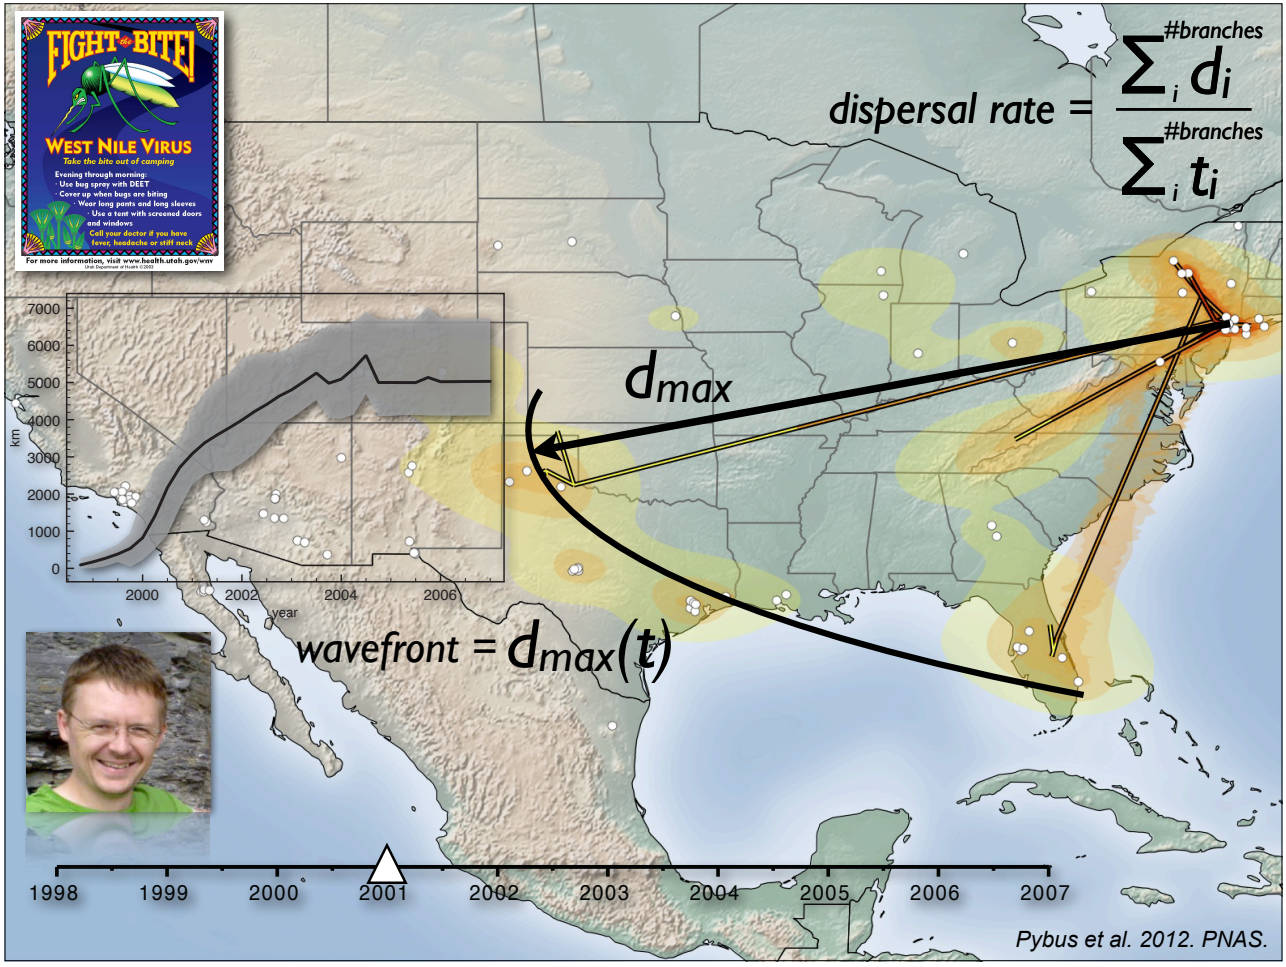 FIGHT the BITE!
WEST NILE VIRUS
Take the bite out of camping
Evening through morning:
· Use bug spray with DEET
· Cover up when bugs are biting
· Wear long pants and long sleeves
· Use a tent with screened doors
and windows
Call your doctor if you have
fever, headache or stiff neck
For more information, visit www.health.utah.gov/wnv
Utah Department of Health ©2003
dispersal rate = 
#branches
∑i di
#branches
∑i ti
7000
6000
5000
4000
3000
2000
1000
0
km
2000 2002 2004 2006
year
dmax
wavefront = dmax(t)
1998 1999 2000 2001 2002 2003 2004 2005 2006 2007
Pybus et al. 2012. PNAS.